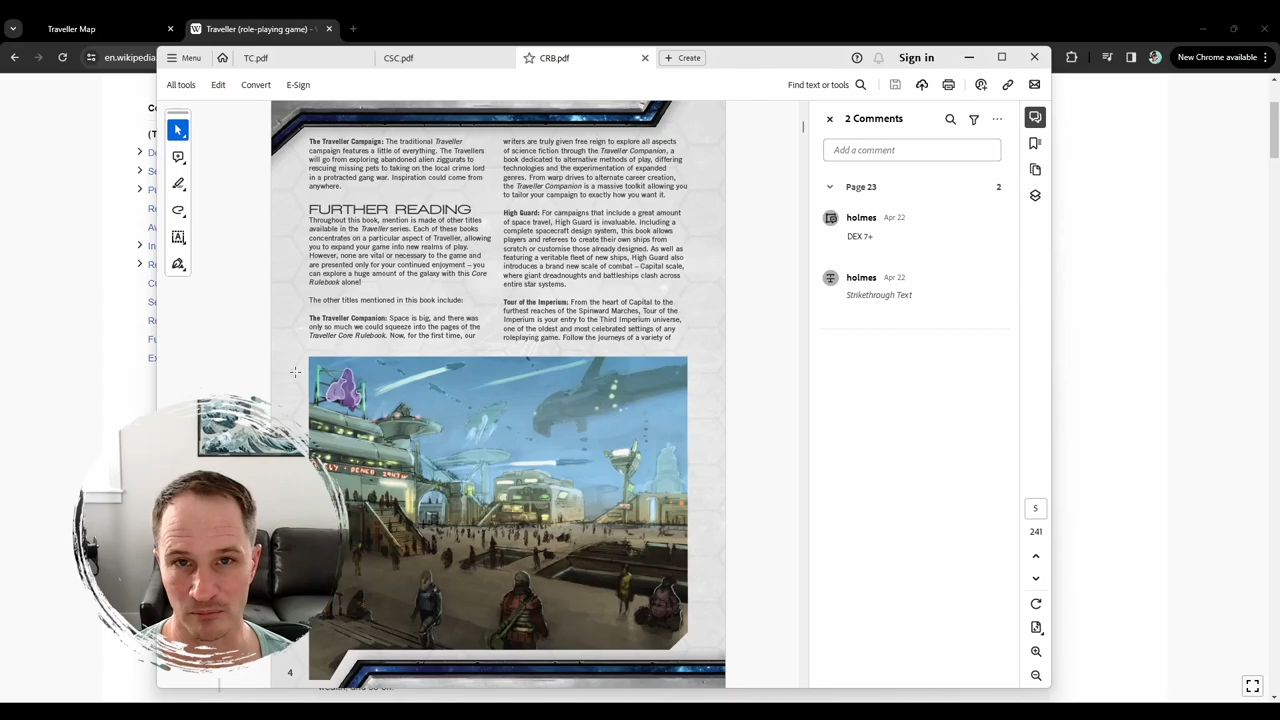 Traveller Map
Traveller (role-playing game) -
en.wikipedia.
New Chrome available
Menu
TC.pdf
CSC.pdf
CRB.pdf
Create
Sign in
All tools
Edit
Convert
E-Sign
Find text or tools
The Traveller Campaign: The traditional Traveller
campaign features a little of everything. The Travellers
will go from exploring abandoned alien ziggurats to
rescuing missing pets to taking on the local crime lord
in a protracted gang war. Inspiration could come from
anywhere.
FURTHER READING
Throughout this book, mention is made of other titles
available in the Traveller series. Each of these books
concentrates on a particular aspect of Traveller, allowing
you to expand your game into new realms of play.
However, none are vital or necessary to the game and
are presented only for your continued enjoyment – you
can explore a huge amount of the galaxy with this Core
Rulebook alone!
The other titles mentioned in this book include:
The Traveller Companion: Space is big, and there was
only so much we could squeeze into the pages of the
Traveller Core Rulebook. Now, for the first time, our
writers are truly given free reign to explore all aspects
of science fiction through the Traveller Companion, a
book dedicated to alternative methods of play, differing
technologies and the experimentation of expanded
genres. From warp drives to alternate career creation,
the Traveller Companion is a massive toolkit allowing you
to tailor your campaign to exactly how you want it.
High Guard: For campaigns that include a great amount
of space travel, High Guard is invaluable. Including a
complete spacecraft design system, this book allows
players and referees to create their own ships from
scratch or customise those already designed. As well as
featuring a veritable fleet of new ships, High Guard also
introduces a brand new scale of combat – Capital scale,
where giant dreadnoughts and battleships clash across
entire star systems.
Tour of the Imperium: From the heart of Capital to the
furthest reaches of the Spinward Marches, Tour of the
Imperium is your entry to the Third Imperium universe,
one of the oldest and most celebrated settings of any
roleplaying game. Follow the journeys of a variety of
4
2 Comments
Add a comment
Page 23
2
holmes Apr 22
DEX 7+
holmes Apr 22
Strikethrough Text
5
241